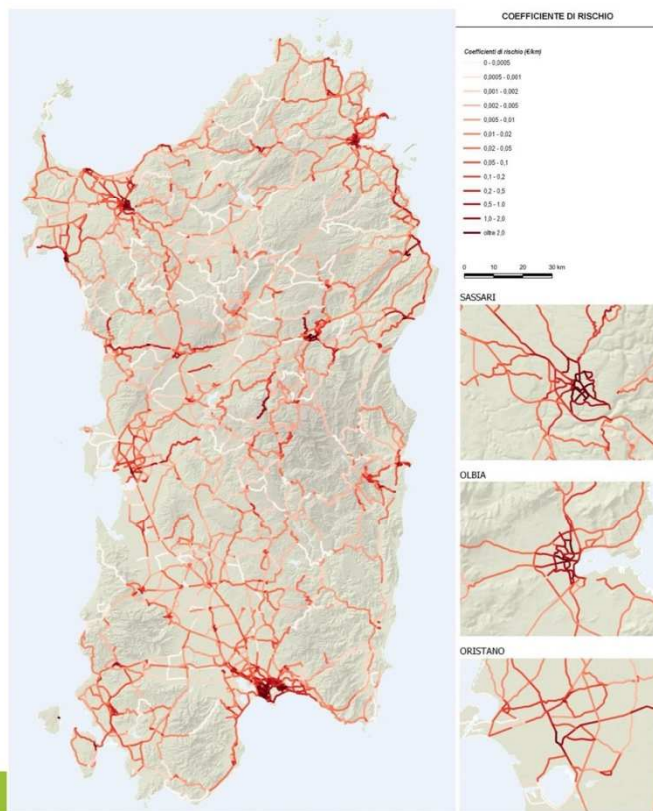 COEFFICIENTE DI RISCHIO
Coefficienti di rischio (€/km)
0 - 0,0005
0,0005 - 0,001
0,001 - 0,002
0,002 - 0,005
0,005 - 0,01
0,01 - 0,02
0,02 - 0,05
0,05 - 0,1
0,1 - 0,2
0,2 - 0,5
0,5 - 1,0
1,0 - 2,0
oltre 2,0
0 10 20 30 km
SASSARI
OLBIA
ORISTANO